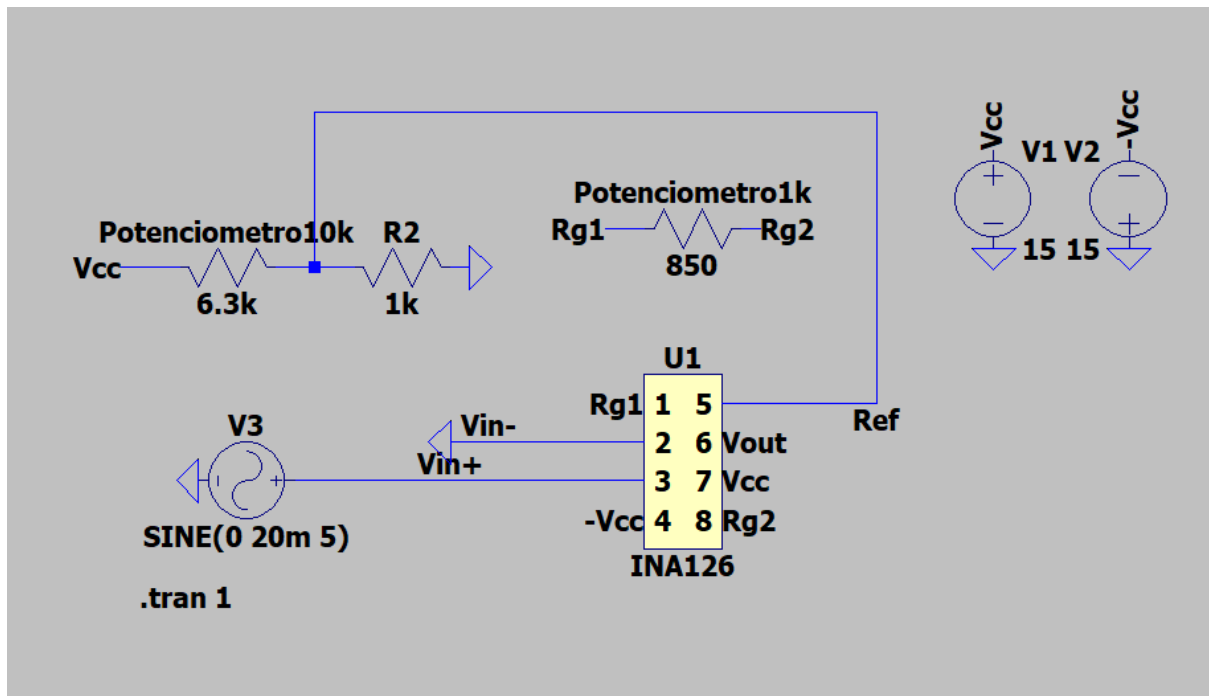 Vcc
-Vcc
V1 V2
15 15
Potenciometro1k
Rg1 Rg2
850
Potenciometro10k R2
Vcc
6.3k 1k
U1
Rg1 1 5
Ref
V3 Vin- 2 6 Vout
Vin+ 3 7 Vcc
-Vcc 4 8 Rg2
SINE(0 20m 5)
INA126
.tran 1